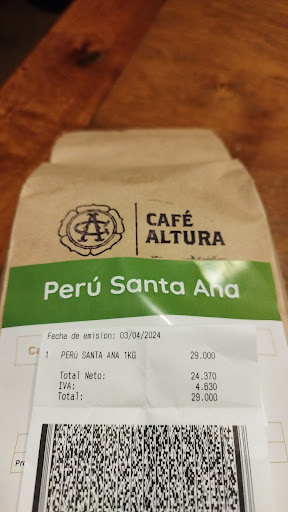 CAFÉ
ALTURA
Perú Santa Ana
Fecha de emision: 03/04/2024
1 PERÚ SANTA ANA 1KG 29.000
Total Neto: 24.370
IVA: 4.630
Total: 29.000